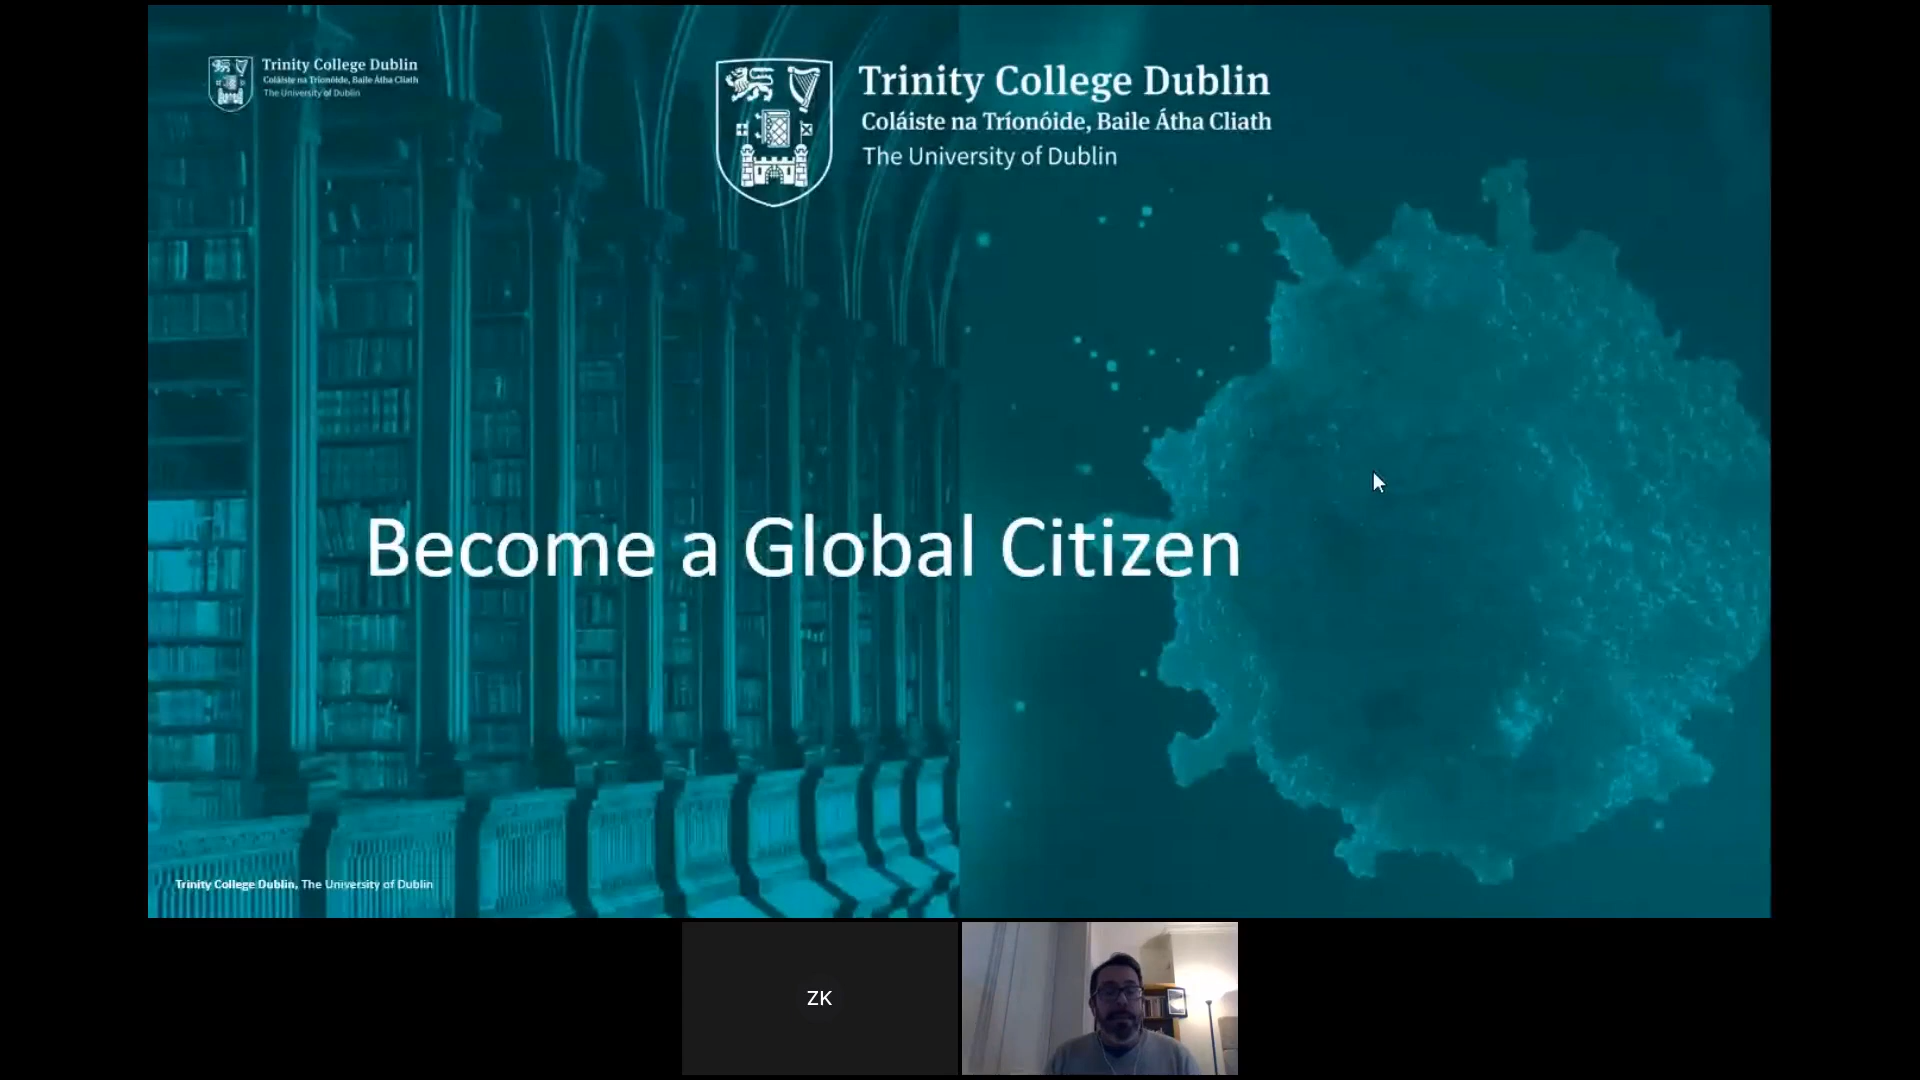 Trinity College Dublin
Coláiste na Tríonóide, Baile Átha Cliath
The University of Dublin
Trinity College Dublin
Coláiste na Tríonóide, Baile Átha Cliath
The University of Dublin
Become a Global Citizen
Trinity College Dublin, The University of Dublin
ZK